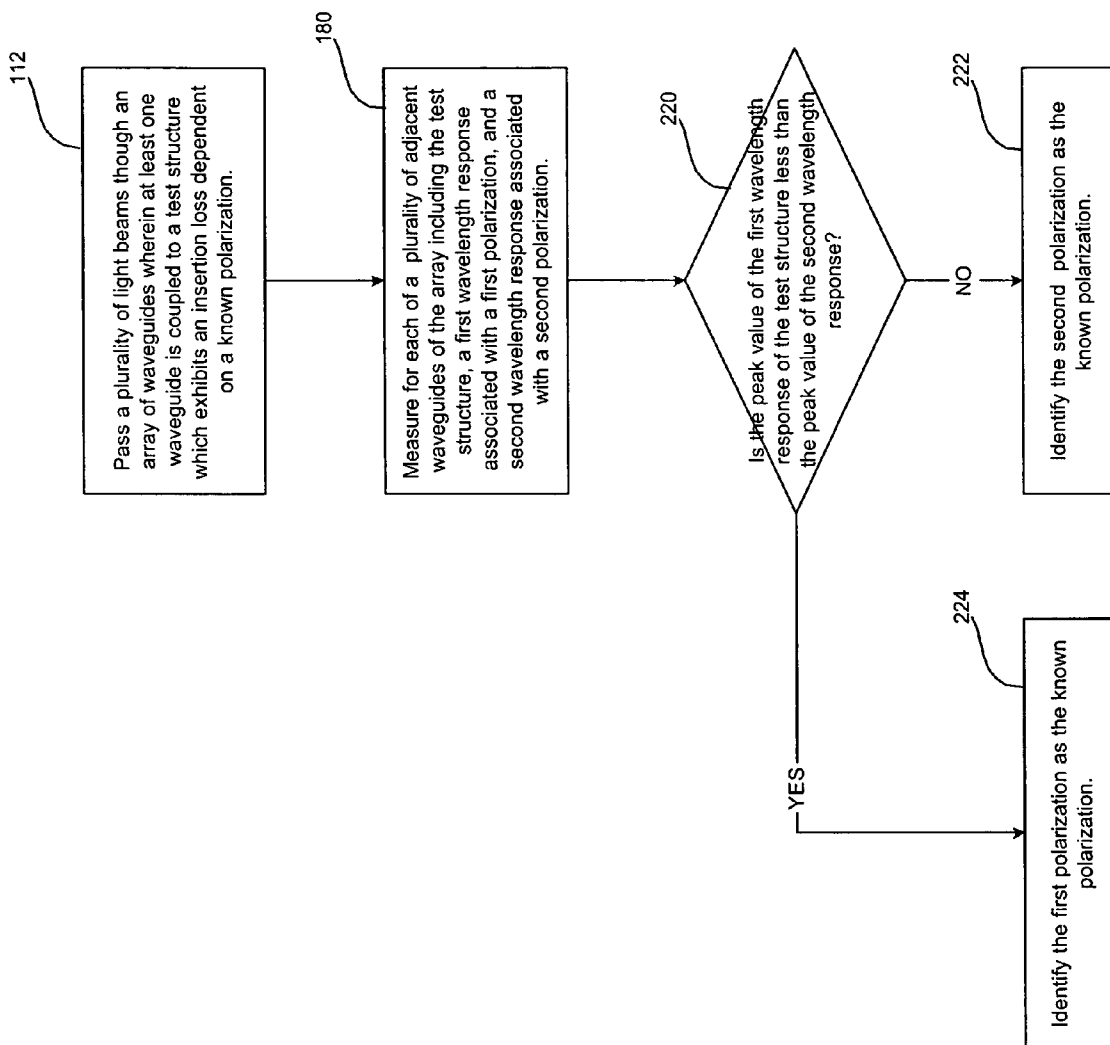 112
Pass a plurality of light beams though an
array of waveguides wherein at least one
waveguide is coupled to a test structure
which exhibits an insertion loss dependent
on a known polarization.
180
Measure for each of a plurality of adjacent
waveguides of the array including the test
structure, a first wavelength response
associated with a first polarization, and a
second wavelength response associated
with a second polarization.
220
Is the peak value of the first wavelength
response of the test structure less than
the peak value of the second wavelength
response?
YES
NO
224
Identify the first polarization as the known
polarization.
222
Identify the second polarization as the
known polarization.